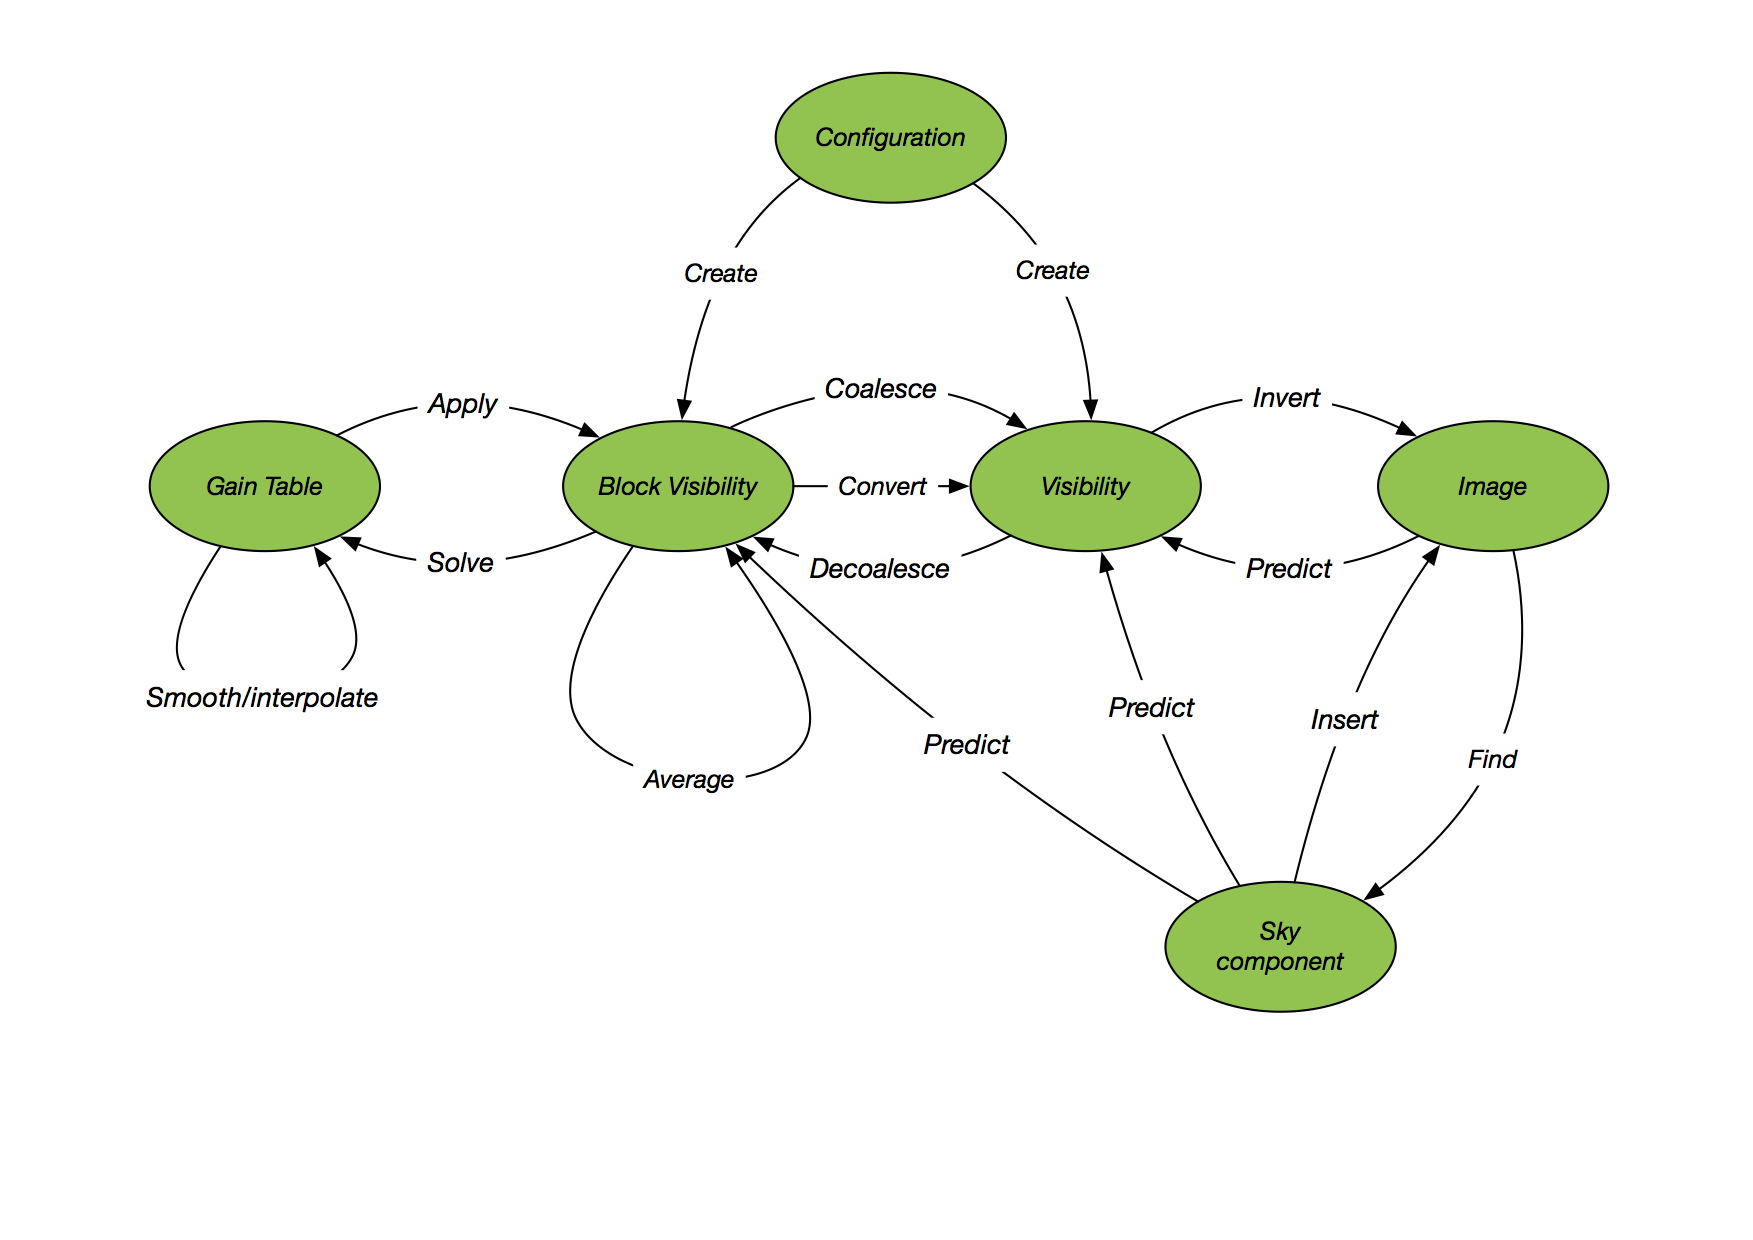 Configuration
Create
Create
Apply
Coalesce
Invert
Gain Table
Block Visibility
Convert
Visibility
Image
Solve
Decoalesce
Predict
Smooth/interpolate
Predict
Insert
Predict
Find
Average
Sky
component